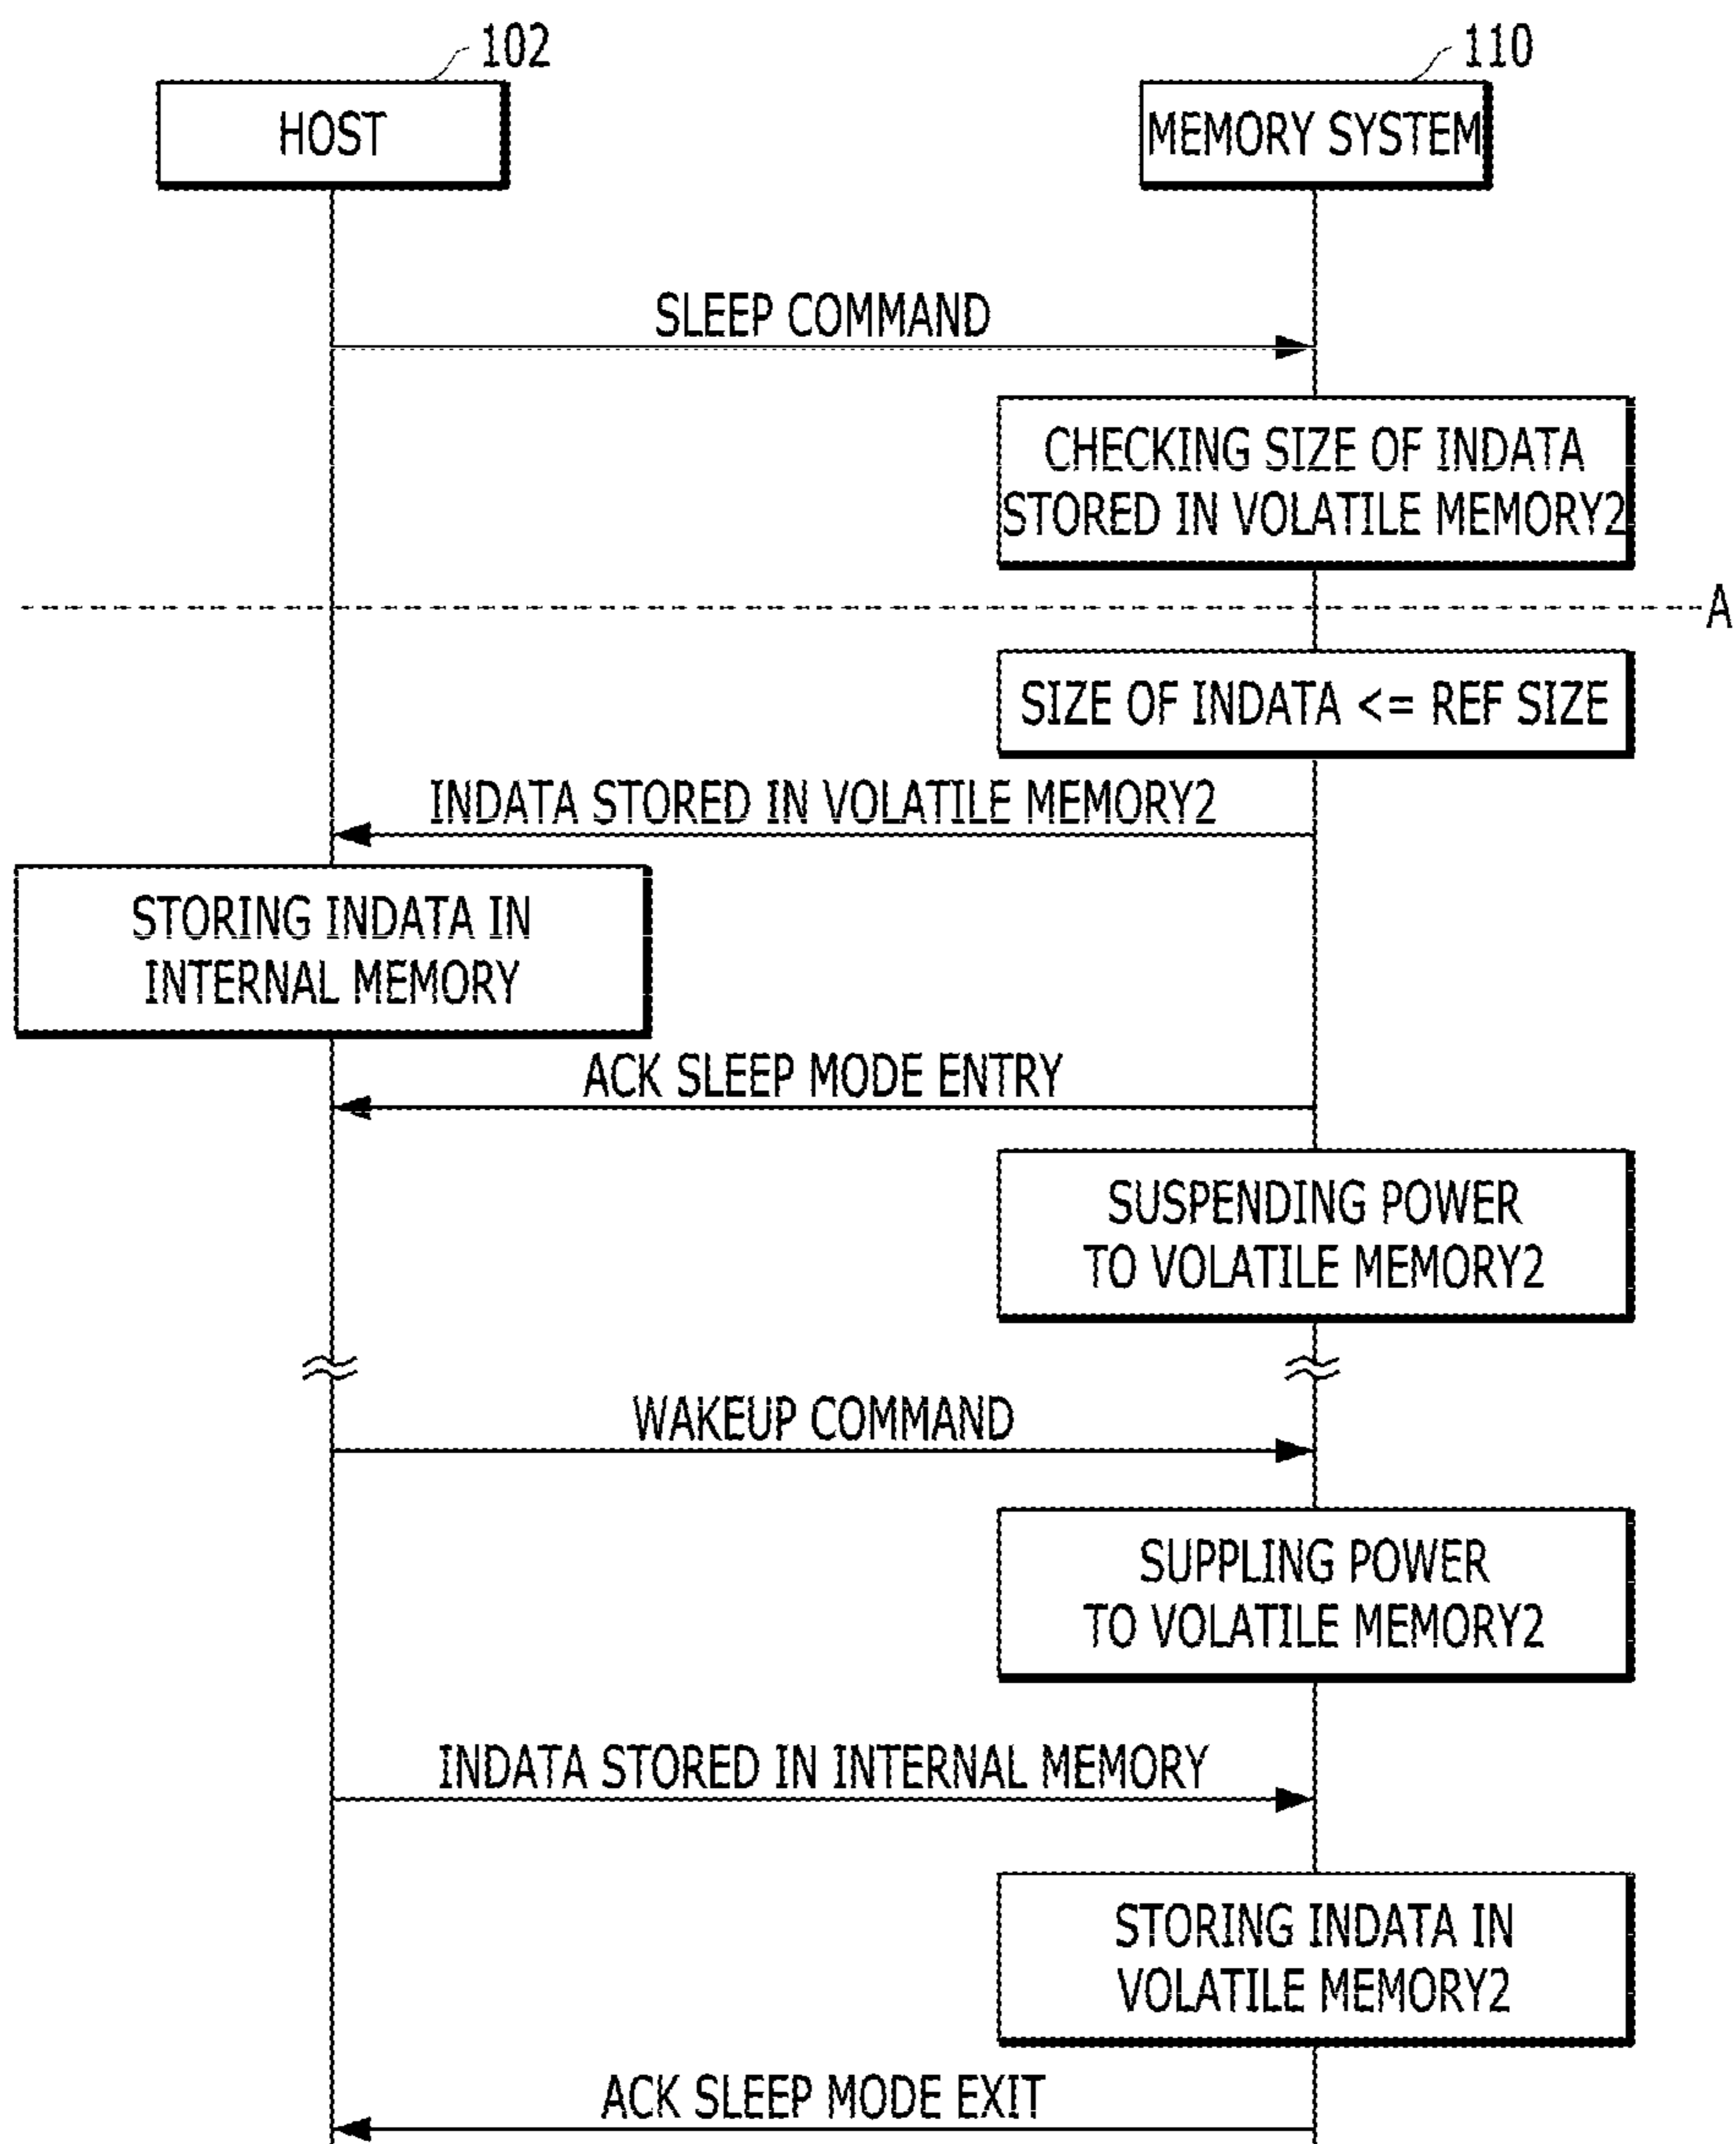 102
110
HOST
MEMORY SYSTEM
SLEEP COMMAND
CHECKING SIZE OF INDATA
STORED IN VOLATILE MEMORY2
A
SIZE OF INDATA <= REF SIZE
INDATA STORED IN VOLATILE MEMORY2
STORING INDATA IN
INTERNAL MEMORY
ACK SLEEP MODE ENTRY
SUSPENDING POWER
TO VOLATILE MEMORY2
WAKEUP COMMAND
SUPPLING POWER
TO VOLATILE MEMORY2
INDATA STORED IN INTERNAL MEMORY
STORING INDATA IN
VOLATILE MEMORY2
ACK SLEEP MODE EXIT